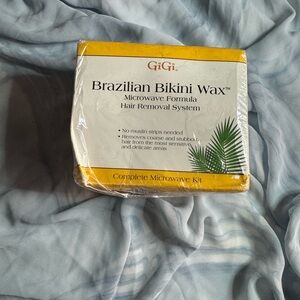 GiGi
Brazilian Bikini Wax™
Microwave Formula
Hair Removal System
• No muslin strips needed
• Removes coarse and stubborn
hair from the most sensitive
and delicate areas
Complete Microwave Kit